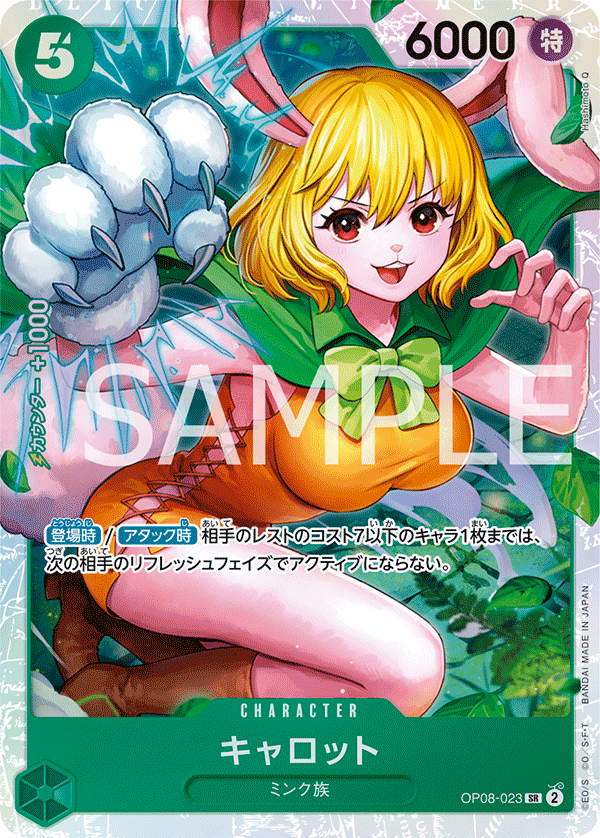 5
6000
特
Hashimoto Q
カウンター +1000
SAMPLE
登場時 / アタック時 相手のレストのコスト7以下のキャラ1枚までは、
次の相手のリフレッシュフェイズでアクティブにならない。
©E.O/S ©O/S・F・T BANDAI MADE IN JAPAN
CHARACTER
キャロット
ミンク族
OP08-023 SR 2